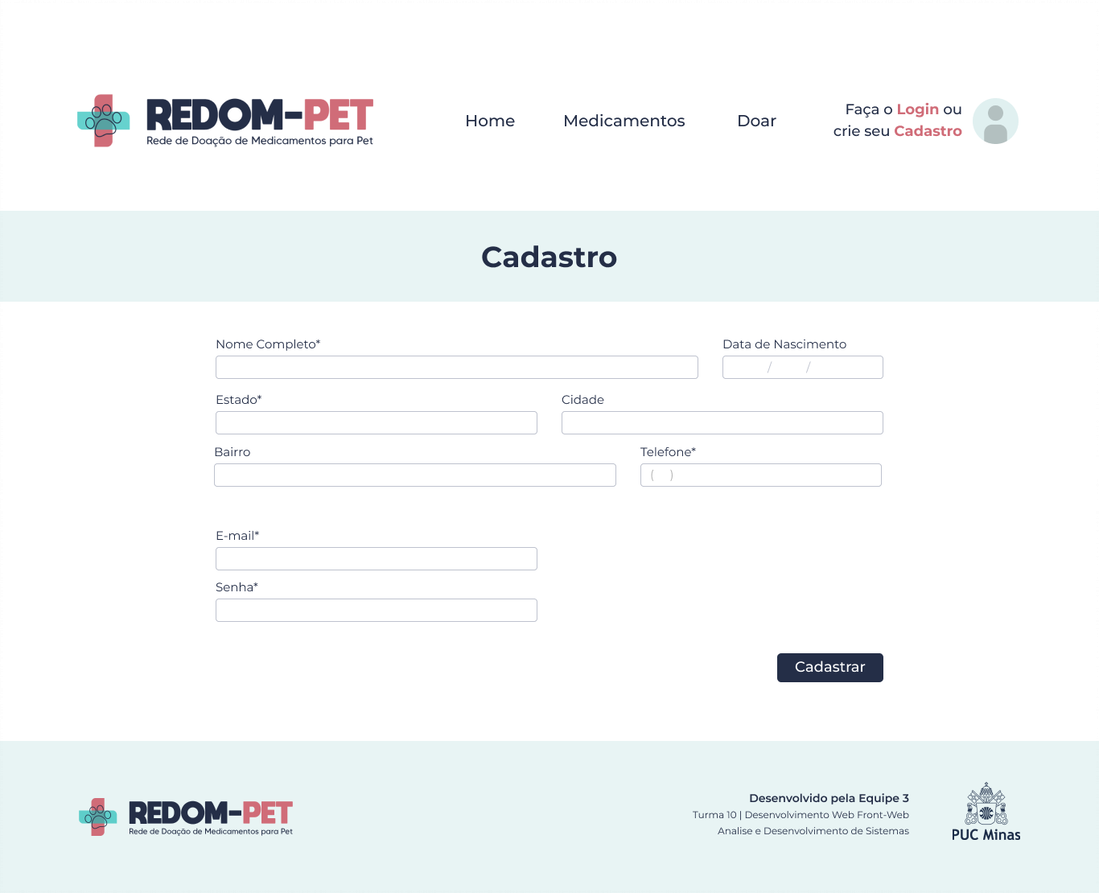 REDOM-PET
Rede de Doação de Medicamentos para Pet
Home
Medicamentos
Doar
Faça o Login ou
crie seu Cadastro
Cadastro
Nome Completo*
Data de Nascimento
/ /
Estado*
Cidade
Bairro
Telefone*
( )
E-mail*
Senha*
Cadastrar
REDOM-PET
Rede de Doação de Medicamentos para Pet
Desenvolvido pela Equipe 3
Turma 10 | Desenvolvimento Web Front-Web
Analise e Desenvolvimento de Sistemas
PUC Minas